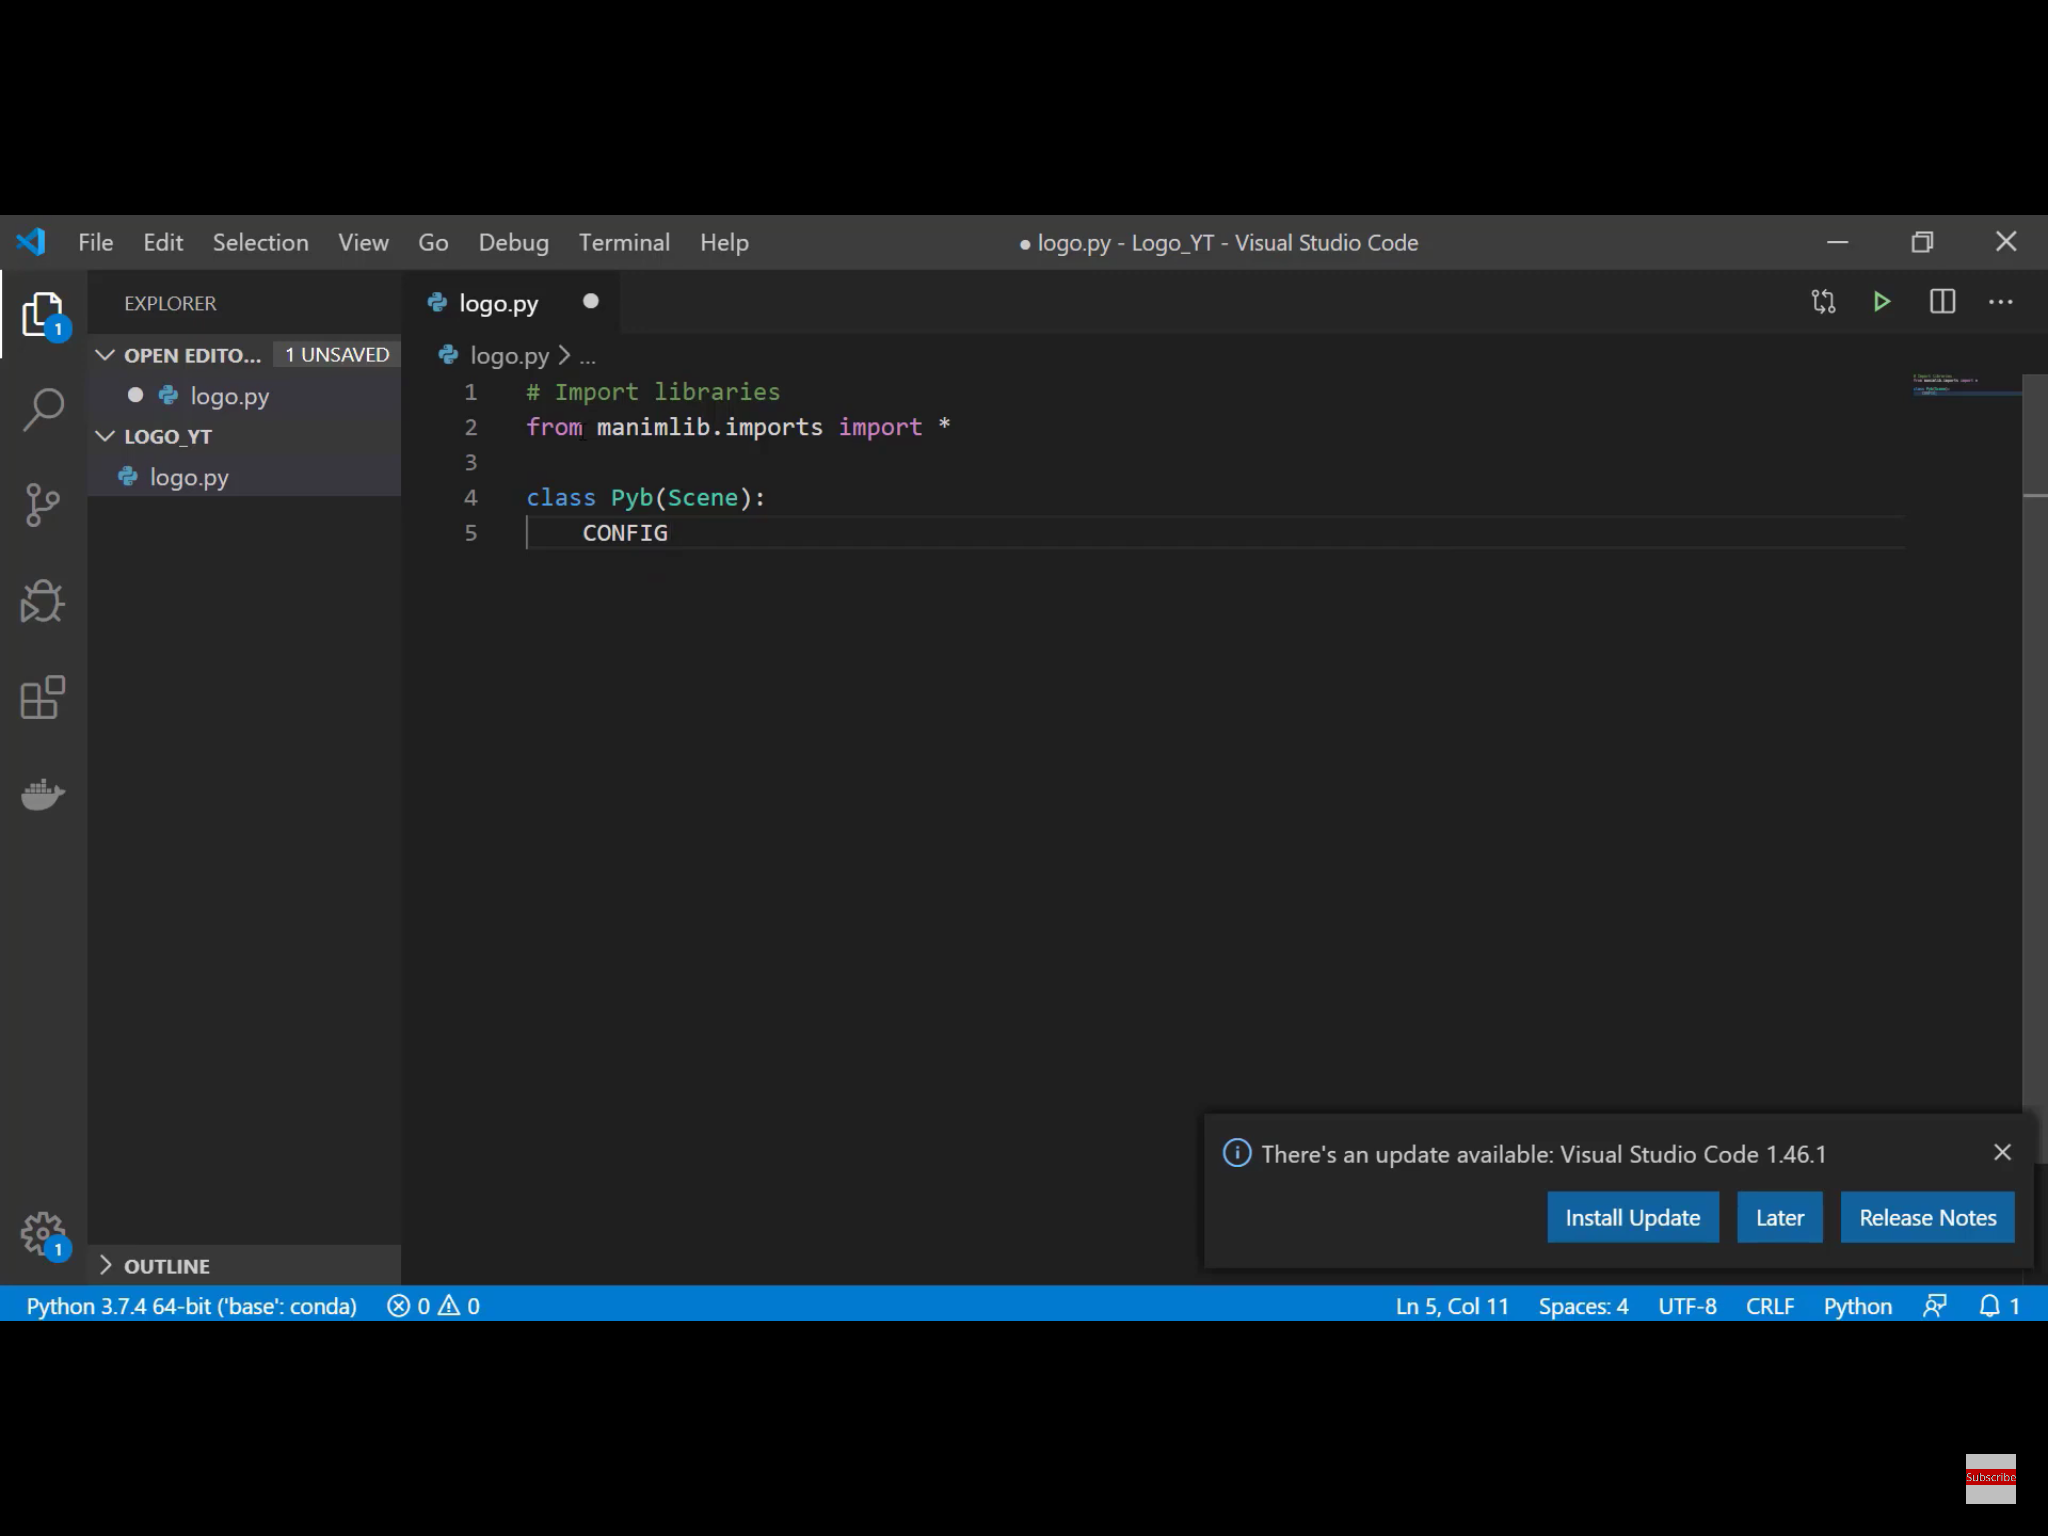 File Edit Selection View Go Debug Terminal Help
● logo.py - Logo_YT - Visual Studio Code
EXPLORER
1
OPEN EDITO... 1 UNSAVED
logo.py
LOGO_YT
logo.py
OUTLINE
1
logo.py
logo.py > ...
1 # Import libraries
2 from manimlib.imports import *
3
4 class Pyb(Scene):
5 CONFIG
There's an update available: Visual Studio Code 1.46.1
Install Update Later Release Notes
Python 3.7.4 64-bit ('base': conda) 0 0 Ln 5, Col 11 Spaces: 4 UTF-8 CRLF Python 1
Subscribe